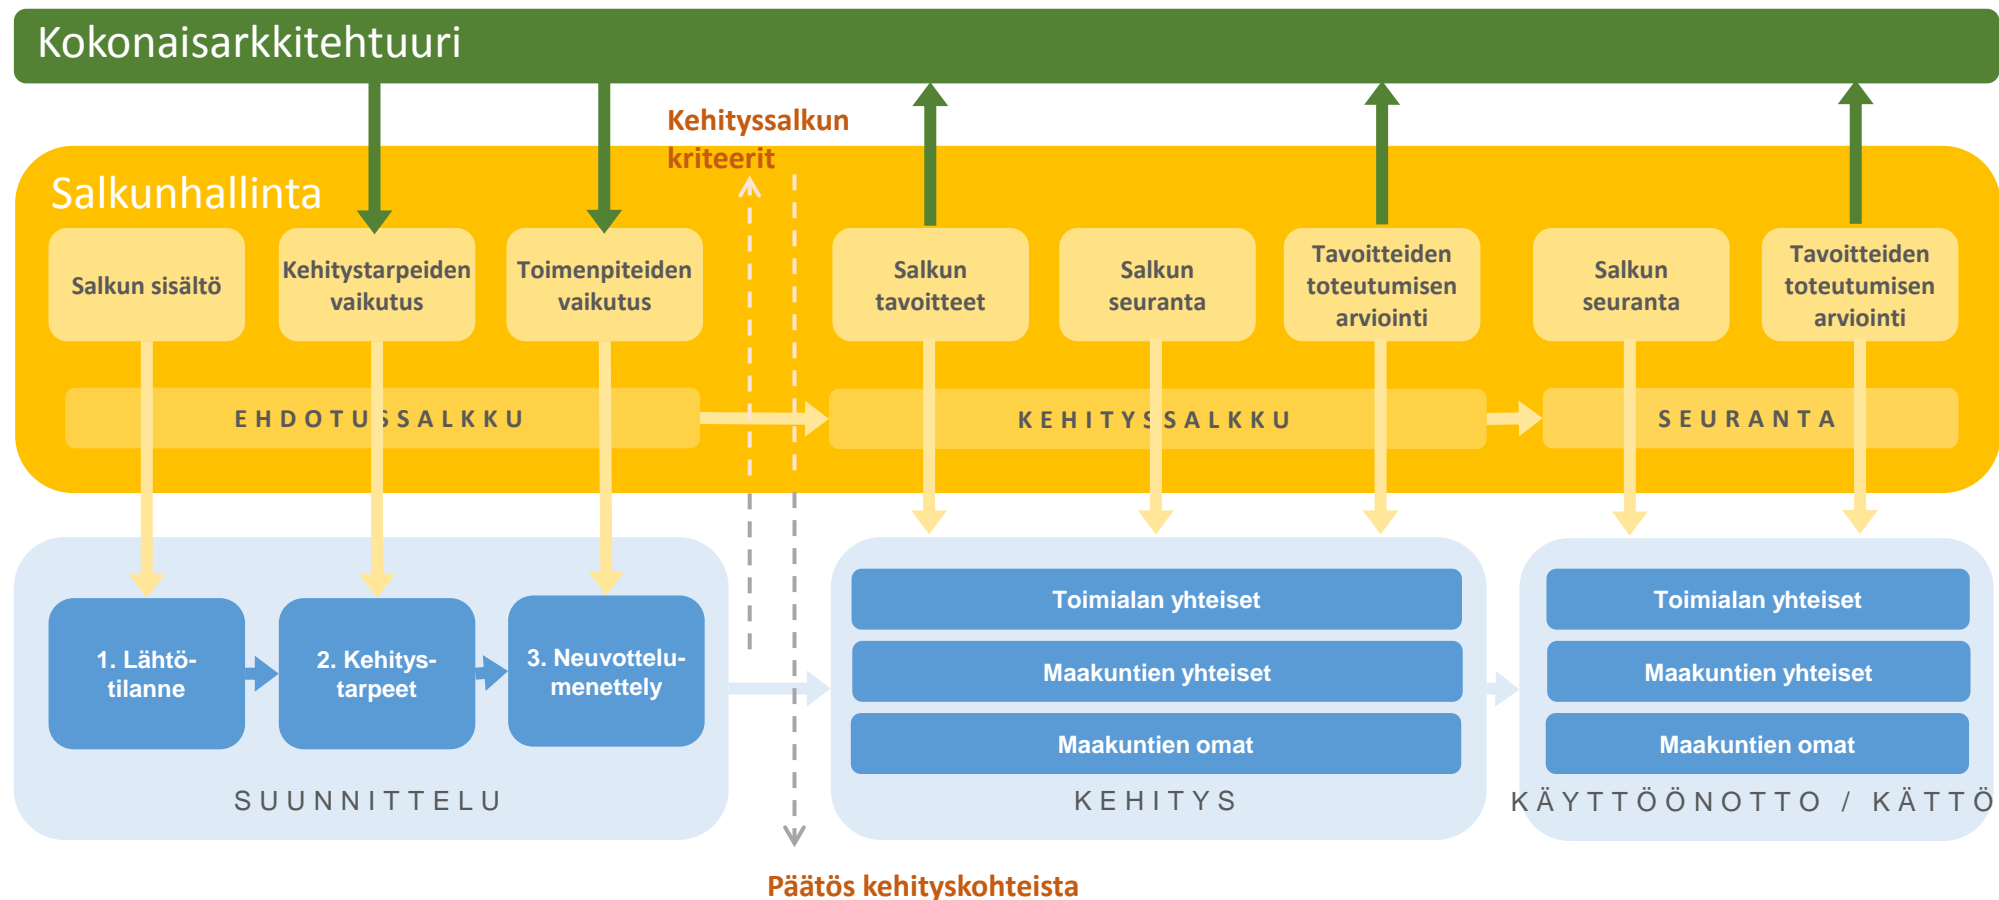 Kokonaisarkkitehtuuri
Kehityssalkun
kriteerit
Salkunhallinta
Salkun sisältö
Kehitystarpeiden
vaikutus
Toimenpiteiden
vaikutus
Salkun
tavoitteet
Salkun
seuranta
Tavoitteiden
toteutumisen
arviointi
Salkun
seuranta
Tavoitteiden
toteutumisen
arviointi
EHDOTUSSALKKU
KEHITYSSALKKU
SEURANTA
1. Lähtö-
tilanne
2. Kehitys-
tarpeet
3. Neuvottelu-
menettely
SUUNNITTELU
Toimialan yhteiset
Maakuntien yhteiset
Maakuntien omat
KEHITYS
Toimialan yhteiset
Maakuntien yhteiset
Maakuntien omat
KÄYTTÖÖNOTTO / KÄTTÖ
Päätös kehityskohteista